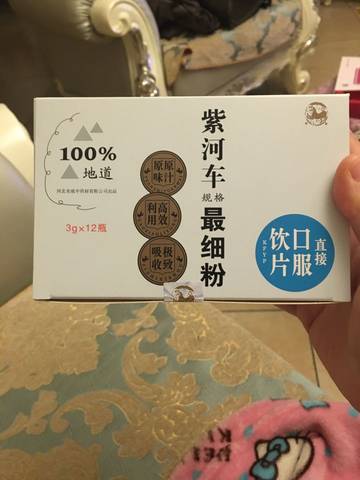 100%
地道
3g×12瓶
原汁
原味
高效
利用
极致
吸收
紫河车
规格
最细粉
直接
口服
饮片
KFYP